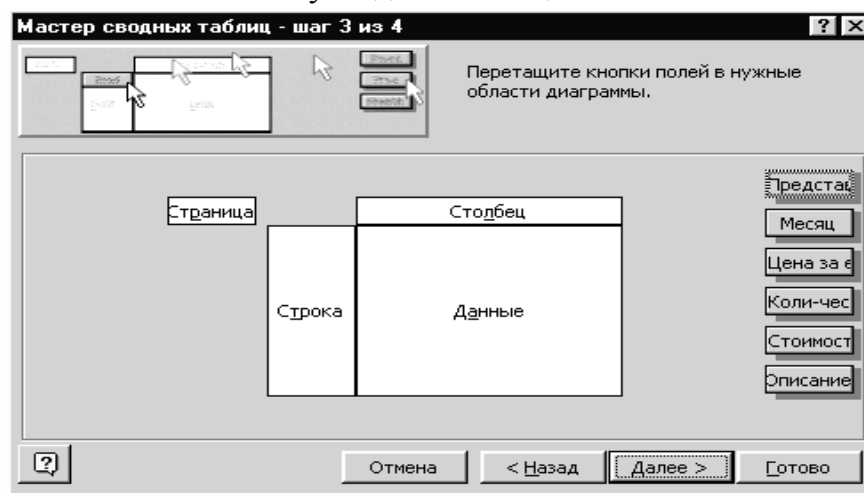 Мастер сводных таблиц - шаг 3 из 4
Перетащите кнопки полей в нужные
области диаграммы.
Представ
Страница
Столбец
Месяц
Цена за е
Строка
Данные
Коли-чес
Стоимост
Описание
Отмена
< Назад
Далее >
Готово